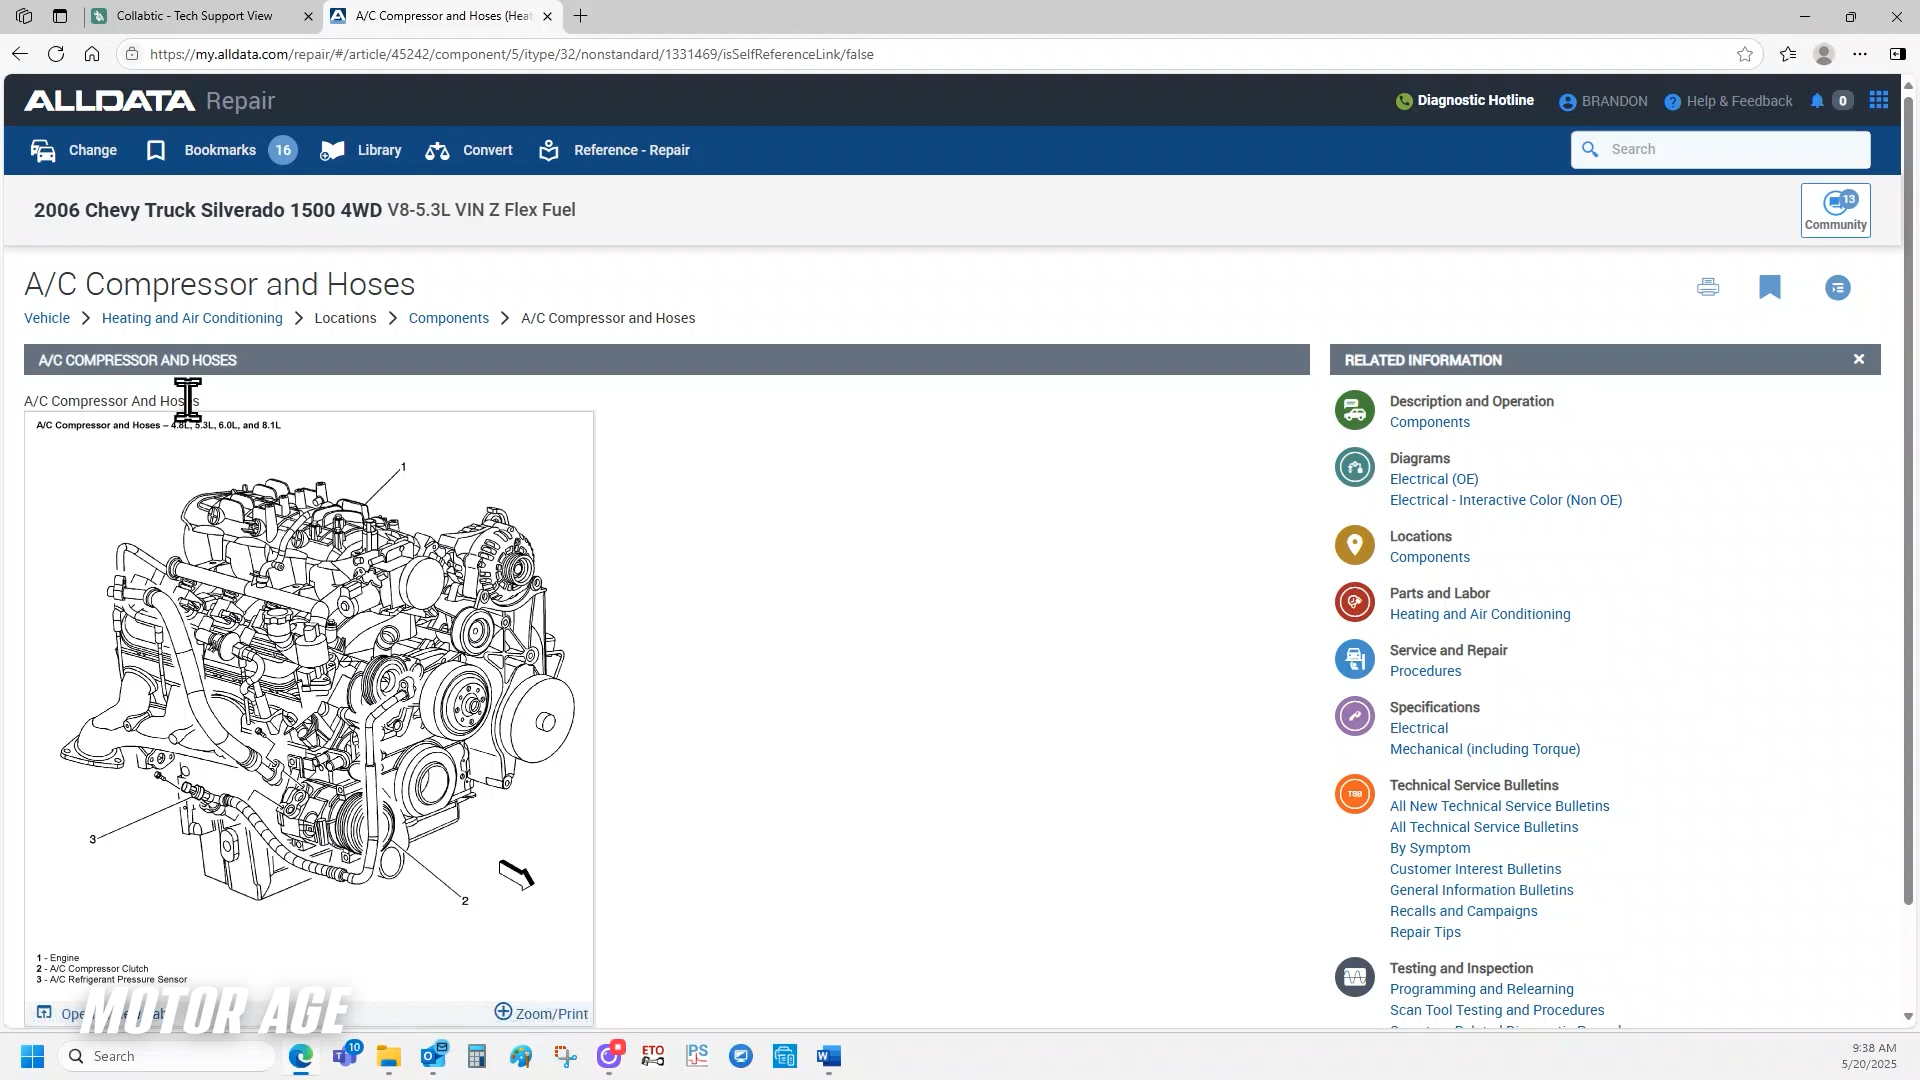 Collabtic - Tech Support View
A/C Compressor and Hoses (Heat
https://my.alldata.com/repair/#/article/45242/component/5/itype/32/nonstandard/1331469/isSelfReferenceLink/false
ALLDATA Repair
Diagnostic Hotline
BRANDON
Help & Feedback
0
Change
Bookmarks 16
Library
Convert
Reference - Repair
Search
2006 Chevy Truck Silverado 1500 4WD V8-5.3L VIN Z Flex Fuel
13
Community
A/C Compressor and Hoses
Vehicle > Heating and Air Conditioning > Locations > Components > A/C Compressor and Hoses
A/C COMPRESSOR AND HOSES
A/C Compressor And Hoses
A/C Compressor and Hoses – 4.8L, 5.3L, 6.0L, and 8.1L
1
3
2
1 - Engine
2 - A/C Compressor Clutch
3 - A/C Refrigerant Pressure Sensor
Zoom/Print
MOTOR AGE
RELATED INFORMATION
Description and Operation
Components
Diagrams
Electrical (OE)
Electrical - Interactive Color (Non OE)
Locations
Components
Parts and Labor
Heating and Air Conditioning
Service and Repair
Procedures
Specifications
Electrical
Mechanical (including Torque)
TSB
Technical Service Bulletins
All New Technical Service Bulletins
All Technical Service Bulletins
By Symptom
Customer Interest Bulletins
General Information Bulletins
Recalls and Campaigns
Repair Tips
Testing and Inspection
Programming and Relearning
Scan Tool Testing and Procedures
Search
10
ETO
PS
9:38 AM
5/20/2025